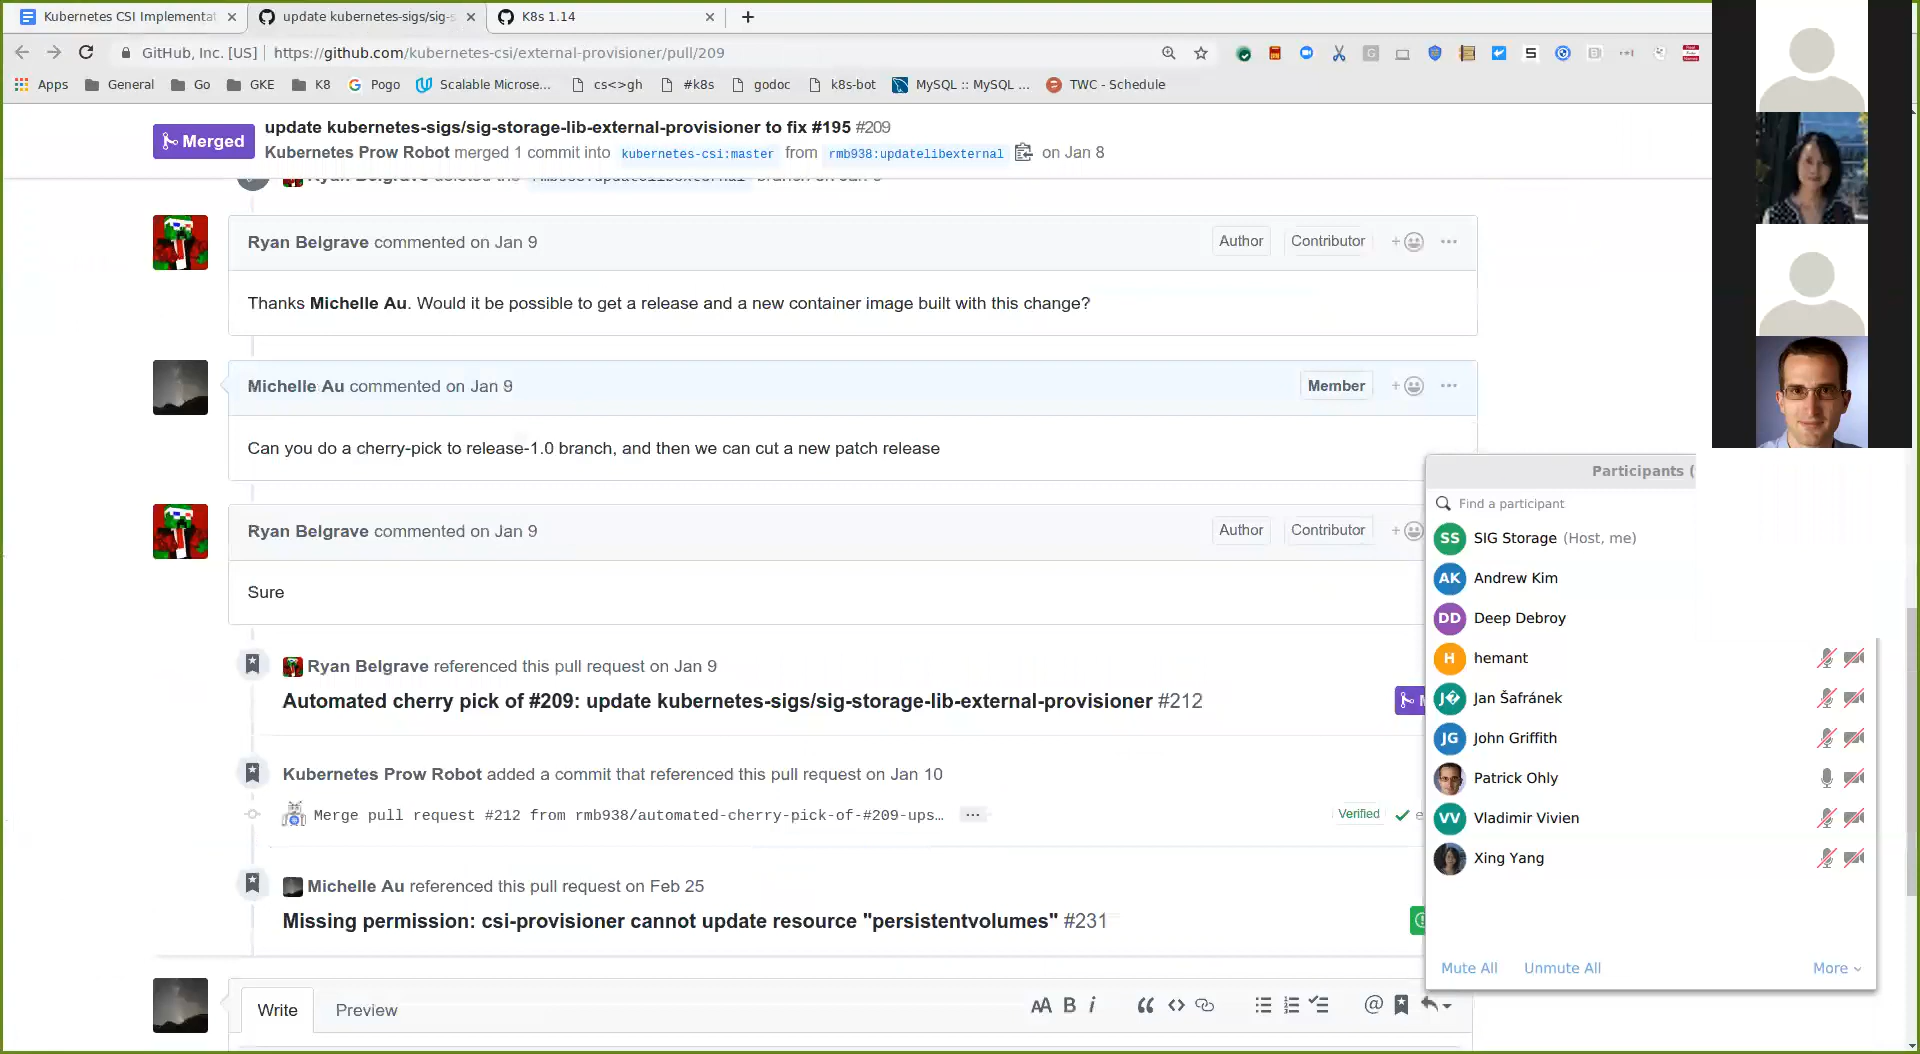 Kubernetes CSI Implementat
update kubernetes-sigs/sig-s
K8s 1.14
GitHub, Inc. [US]
https://github.com/kubernetes-csi/external-provisioner/pull/209
Apps
General
Go
GKE
K8
Pogo
Scalable Microse...
cs<>gh
#k8s
godoc
k8s-bot
MySQL :: MySQL ...
TWC - Schedule
Merged
update kubernetes-sigs/sig-storage-lib-external-provisioner to fix #195 #209
Kubernetes Prow Robot merged 1 commit into kubernetes-csi:master from rmb938:updatelibexternal on Jan 8
Ryan Belgrave commented on Jan 9
Author
Contributor
Thanks Michelle Au. Would it be possible to get a release and a new container image built with this change?
Michelle Au commented on Jan 9
Member
Can you do a cherry-pick to release-1.0 branch, and then we can cut a new patch release
Ryan Belgrave commented on Jan 9
Author
Contributor
Sure
Ryan Belgrave referenced this pull request on Jan 9
Automated cherry pick of #209: update kubernetes-sigs/sig-storage-lib-external-provisioner #212
Kubernetes Prow Robot added a commit that referenced this pull request on Jan 10
Merge pull request #212 from rmb938/automated-cherry-pick-of-#209-ups…
Verified
Michelle Au referenced this pull request on Feb 25
Missing permission: csi-provisioner cannot update resource "persistentvolumes" #231
Write
Preview
Participants (
Find a participant
SS SIG Storage (Host, me)
AK Andrew Kim
DD Deep Debroy
H hemant
J� Jan Šafránek
JG John Griffith
Patrick Ohly
VV Vladimir Vivien
Xing Yang
Mute All
Unmute All
More